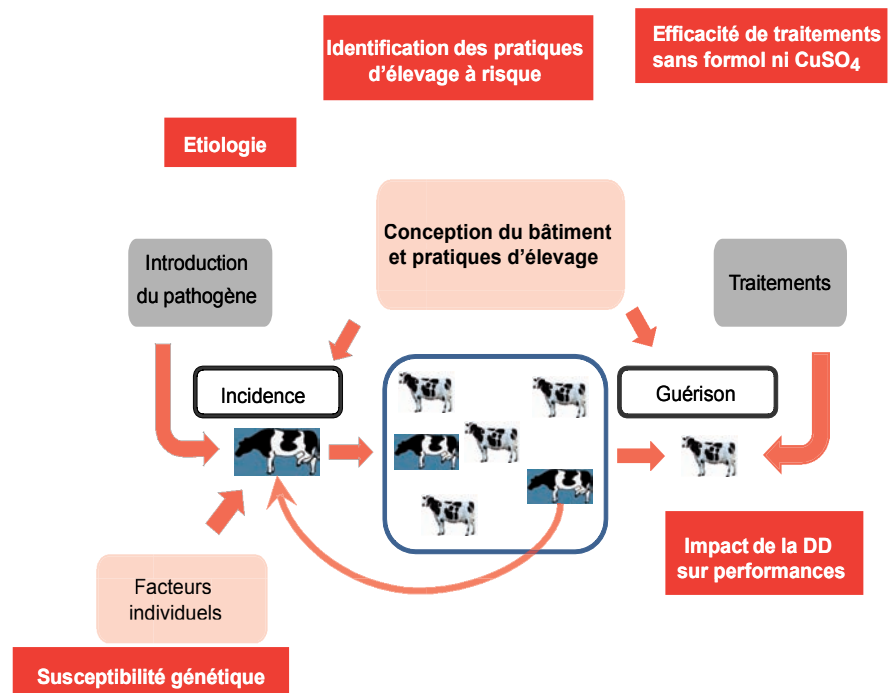 Efficacité de traitements
sans formol ni CuSO4
Identification des pratiques
d'élevage à risque
Etiologie
Conception du bâtiment
et pratiques d'élevage
Introduction
du pathogène
Traitements
Incidence
Guérison
Impact de la DD
sur performances
Facteurs
individuels
Susceptibilité génétique